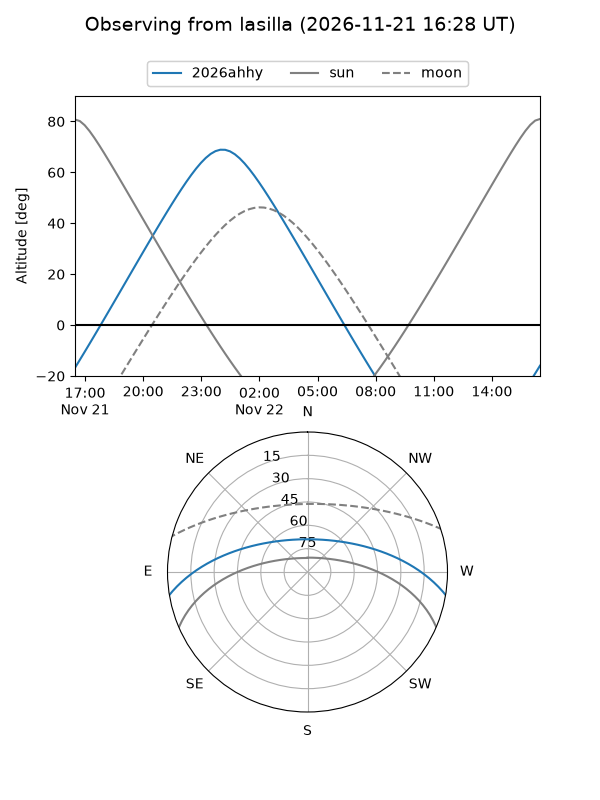 Observing from lasilla (2026-11-21 16:28 UT)
2026ahhy sun moon
Altitude [deg]
80
60
40
20
0
−20
17:00 20:00 23:00 02:00 05:00 08:00 11:00 14:00
Nov 21 Nov 22
N
NE NW
15
30
45
60
75
E W
SE SW
S